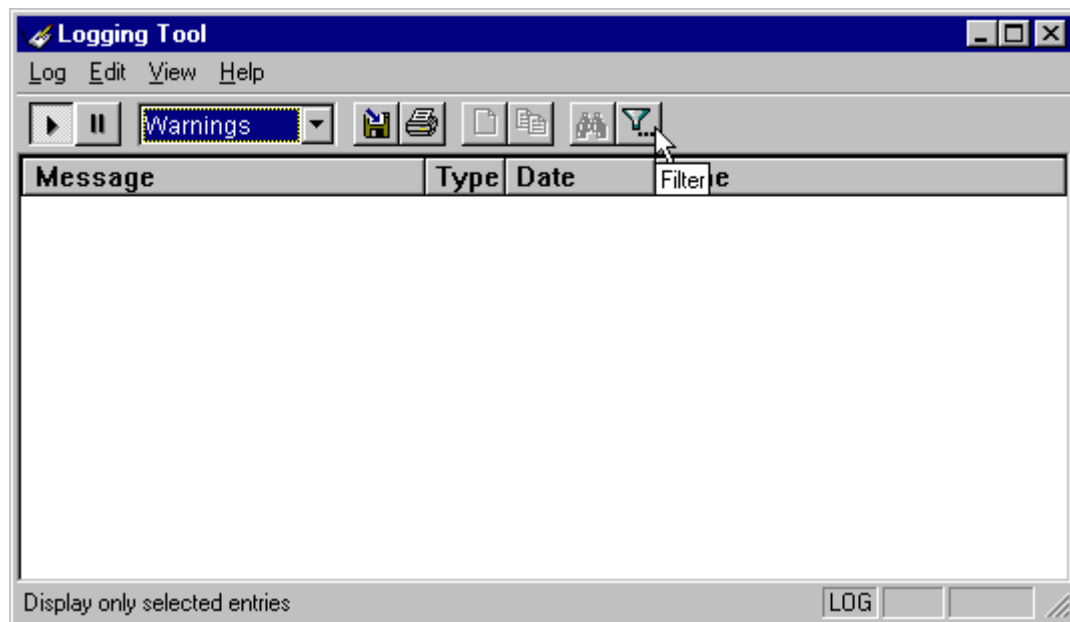 Logging Tool
Log Edit View Help
Warnings
Message Type Date
Filter
Display only selected entries LOG